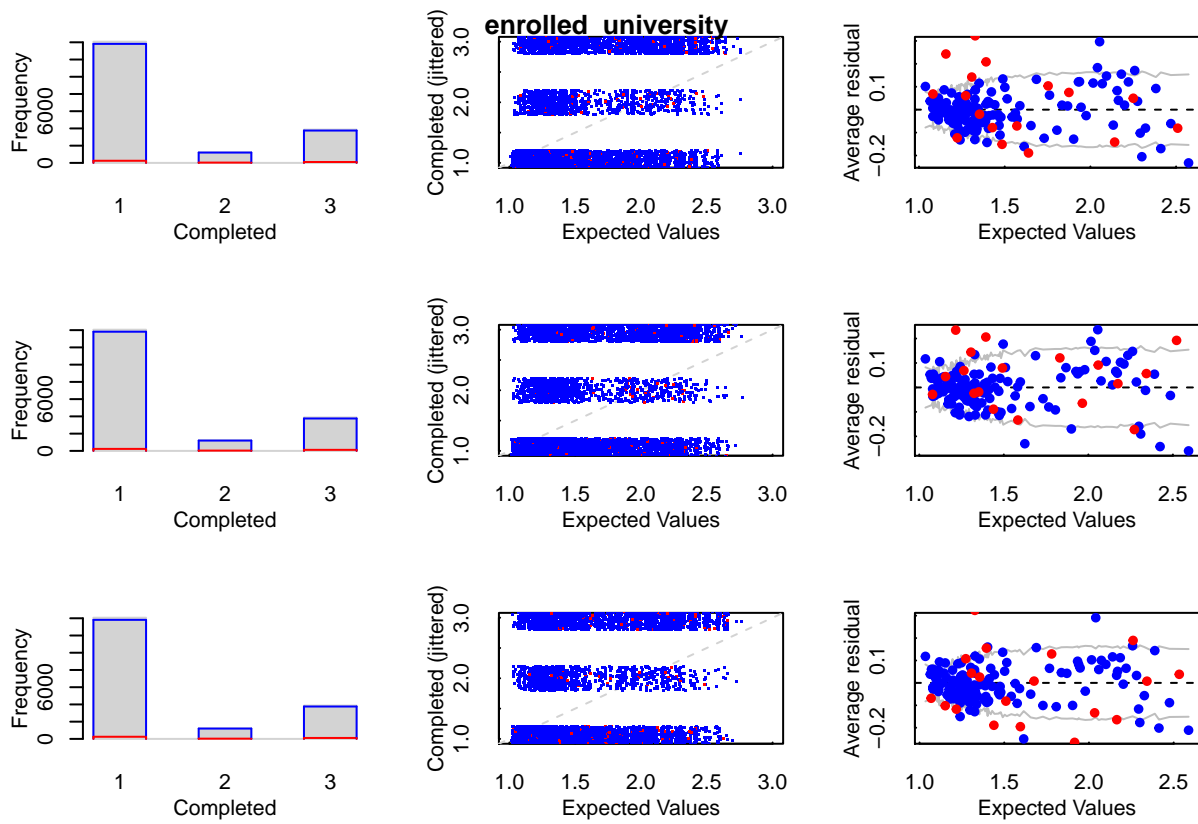 enrolled_university
Frequency
0 6000
1 2 3
Completed
Completed (jittered)
1.0 2.0 3.0
1.0 1.5 2.0 2.5 3.0
Expected Values
Average residual
−0.2 0.1
1.0 1.5 2.0 2.5
Expected Values
Frequency
0 6000
1 2 3
Completed
Completed (jittered)
1.0 2.0 3.0
1.0 1.5 2.0 2.5 3.0
Expected Values
Average residual
−0.2 0.1
1.0 1.5 2.0 2.5
Expected Values
Frequency
0 6000
1 2 3
Completed
Completed (jittered)
1.0 2.0 3.0
1.0 1.5 2.0 2.5 3.0
Expected Values
Average residual
−0.2 0.1
1.0 1.5 2.0 2.5
Expected Values